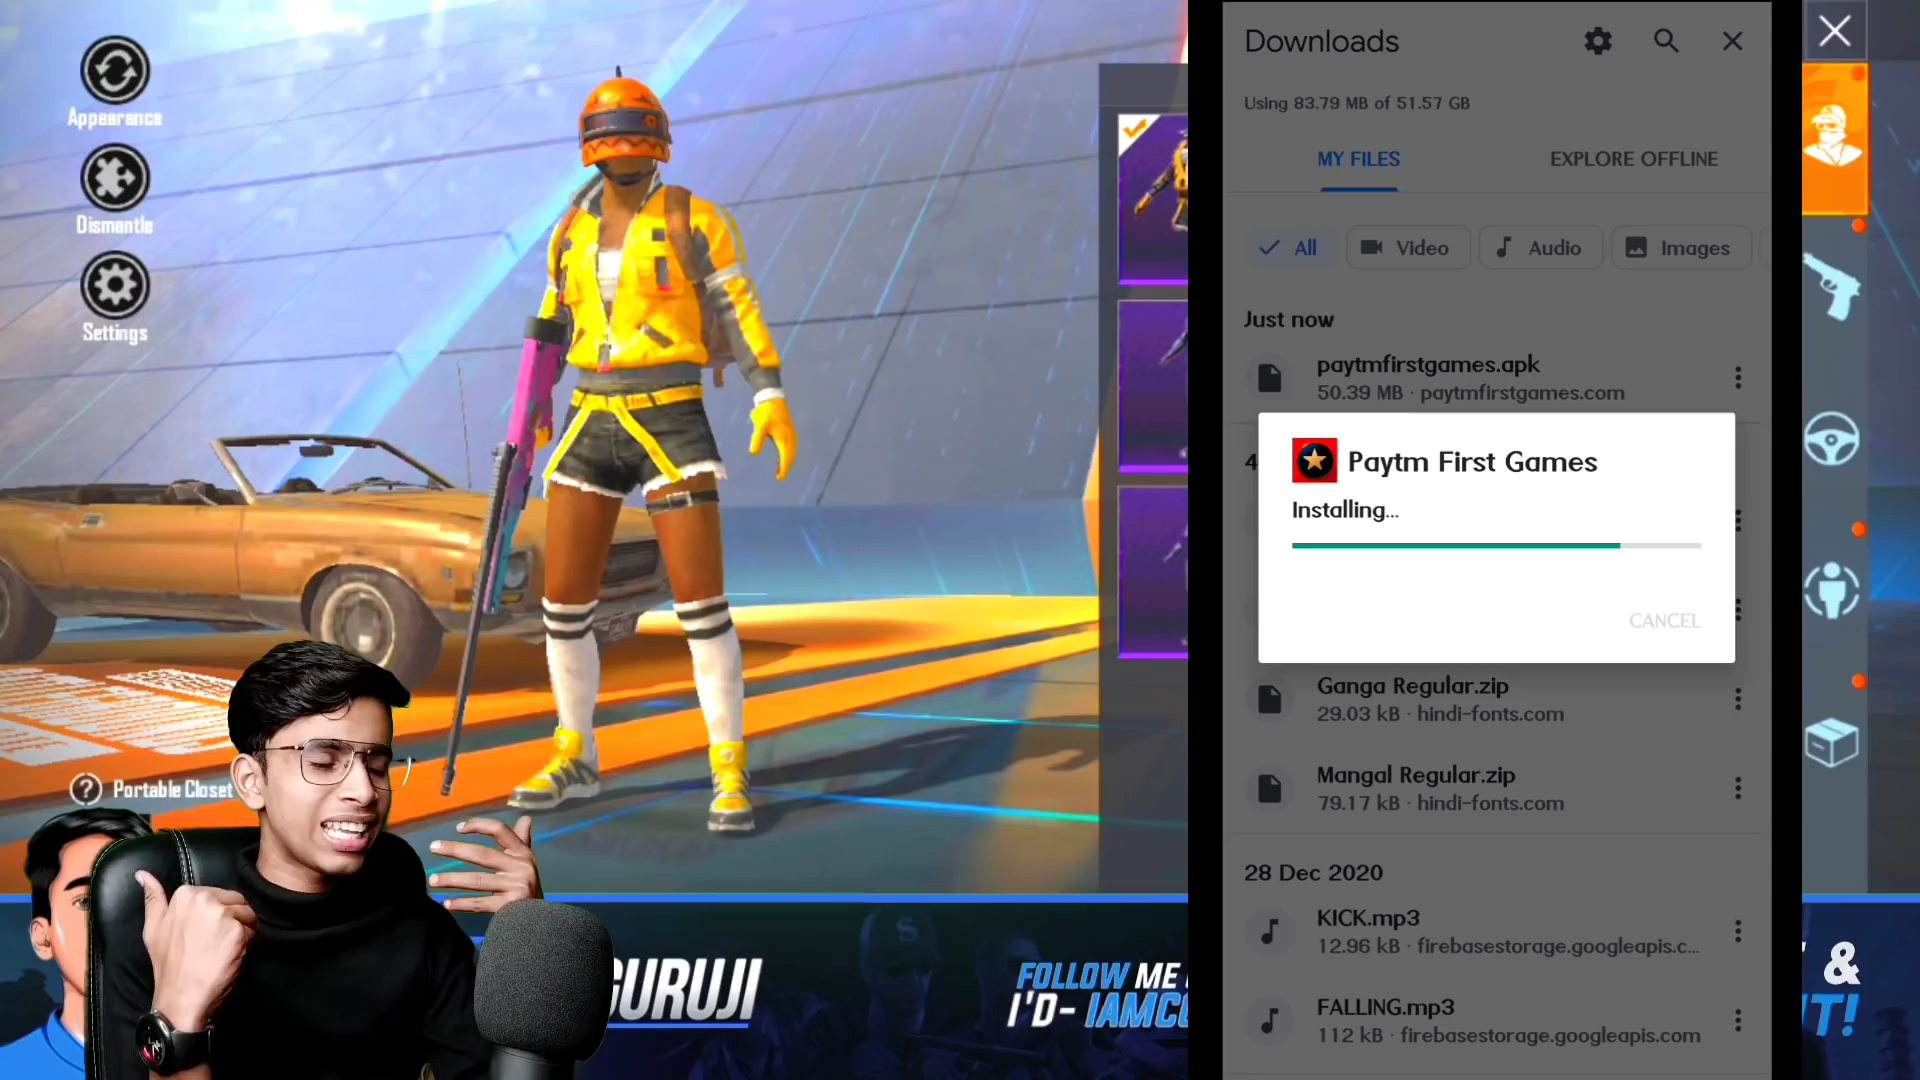 Appearance
Dismantle
Settings
Portable Closet
GURUJI
FOLLOW ME
I'D- IAMC
&
IT!
Downloads
Using 83.79 MB of 51.57 GB
MY FILES
EXPLORE OFFLINE
All
Video
Audio
Images
Just now
paytmfirstgames.apk
50.39 MB · paytmfirstgames.com
4
Paytm First Games
Installing...
CANCEL
Ganga Regular.zip
29.03 kB · hindi-fonts.com
Mangal Regular.zip
79.17 kB · hindi-fonts.com
28 Dec 2020
KICK.mp3
12.96 kB · firebasestorage.googleapis.c...
FALLING.mp3
112 kB · firebasestorage.googleapis.com